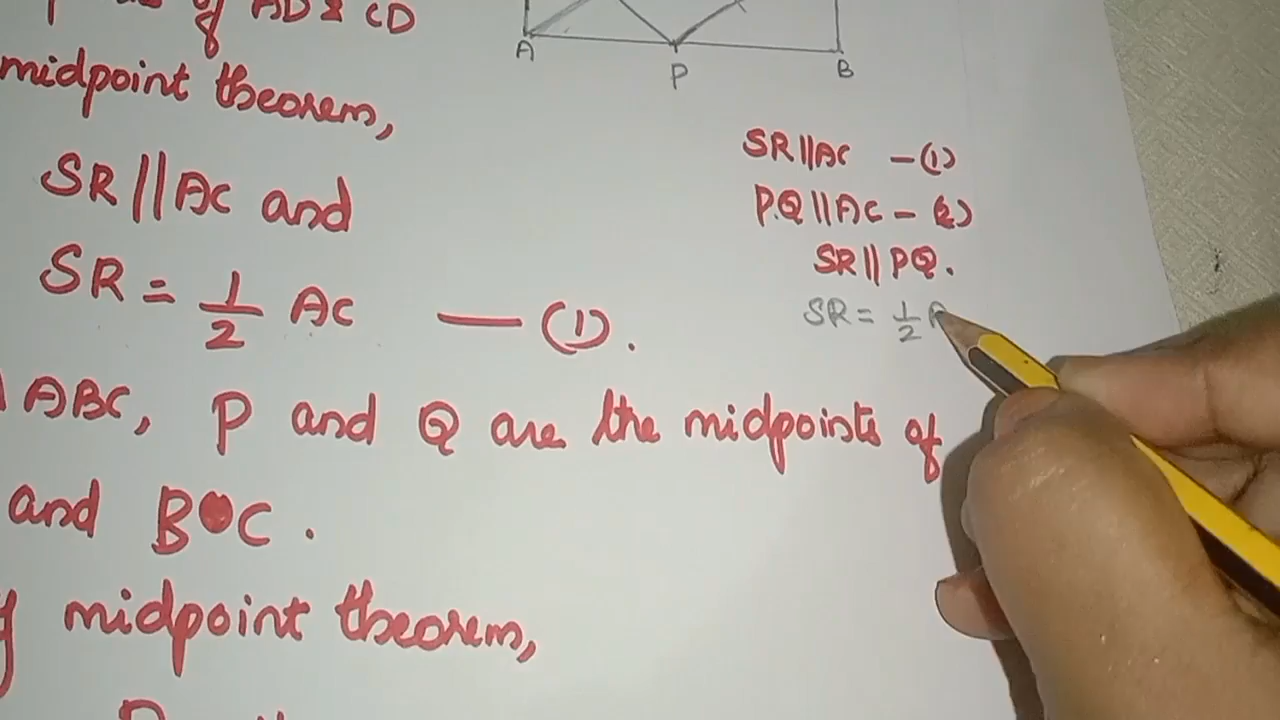 of AD & CD
A P B
midpoint theorem,
SR || AC and
SR = 1/2 AC — (1).
ABC, P and Q are the midpoints of
and BC.
midpoint theorem,
SR || AC - (1)
PQ || AC - (2)
SR || PQ.
SR = 1/2